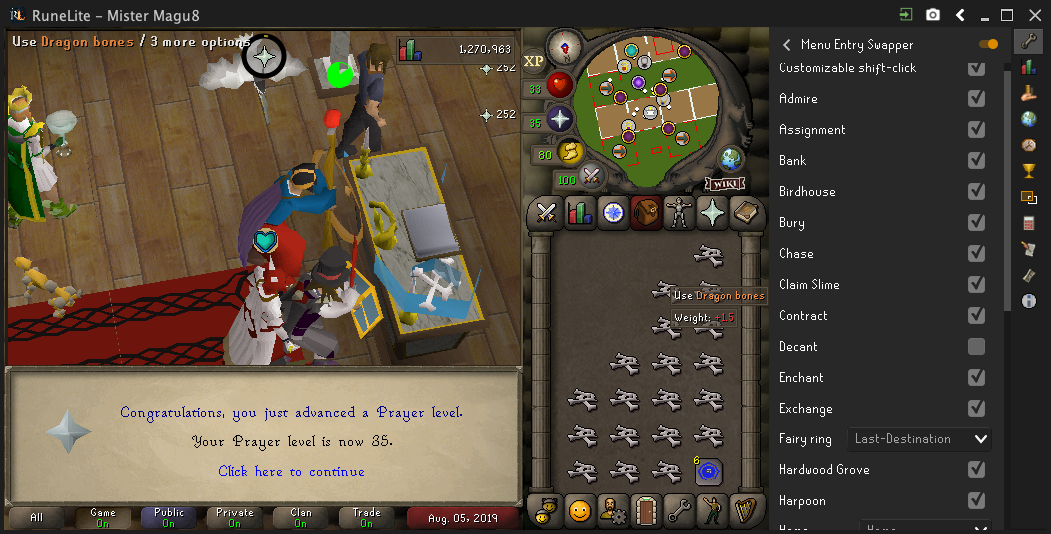 RuneLite - Mister Magu8
Use Dragon bones / 3 more options
1,270,963
252
252
XP
33
35
80
100
WIKI
Use Dragon bones
Weight: +1.5
6
Congratulations, you just advanced a Prayer level.
Your Prayer level is now 35.
Click here to continue
All
Game
On
Public
On
Private
On
Clan
On
Trade
On
Aug. 05, 2019
Menu Entry Swapper
Customizable shift-click
Admire
Assignment
Bank
Birdhouse
Bury
Chase
Claim Slime
Contract
Decant
Enchant
Exchange
Fairy ring
Last-Destination
Hardwood Grove
Harpoon
Home
Home